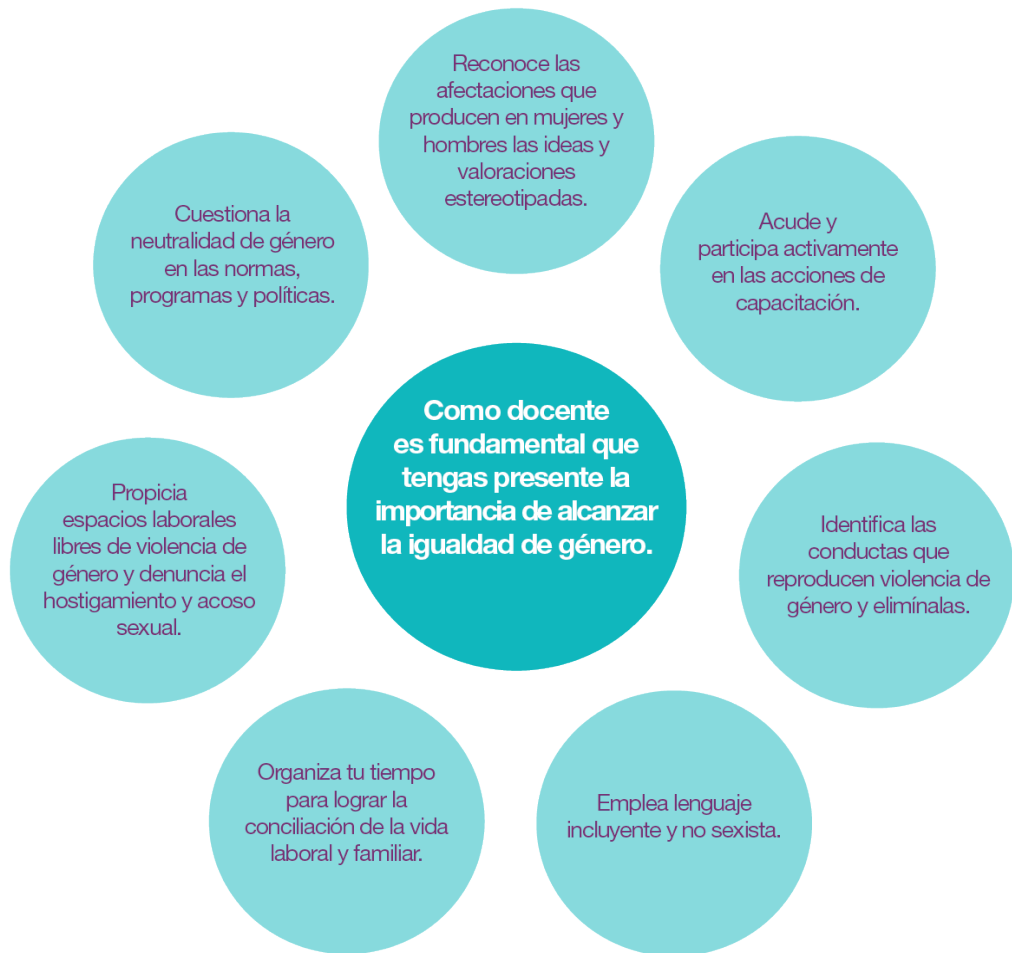 Reconoce las
afectaciones que
producen en mujeres y
hombres las ideas y
valoraciones
estereotipadas.
Acude y
participa activamente
en las acciones de
capacitación.
Identifica las
conductas que
reproducen violencia de
género y elimínalas.
Emplea lenguaje
incluyente y no sexista.
Organiza tu tiempo
para lograr la
conciliación de la vida
laboral y familiar.
Propicia
espacios laborales
libres de violencia de
género y denuncia el
hostigamiento y acoso
sexual.
Cuestiona la
neutralidad de género
en las normas,
programas y políticas.
Como docente
es fundamental que
tengas presente la
importancia de alcanzar
la igualdad de género.